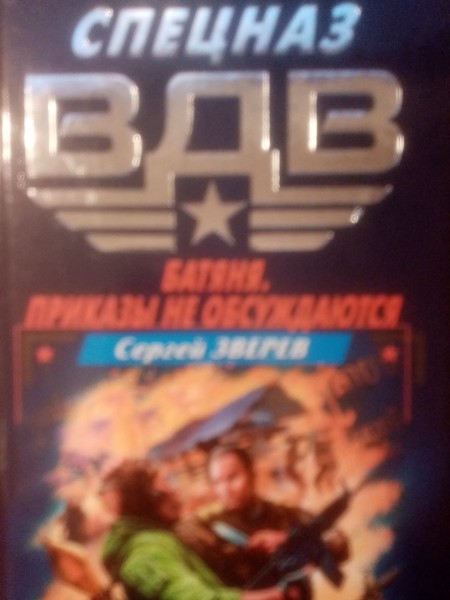 СПЕЦНАЗ
ВДВ
БАТЯНЯ.
ПРИКАЗЫ НЕ ОБСУЖДАЮТСЯ
Сергей ЗВЕРЕВ